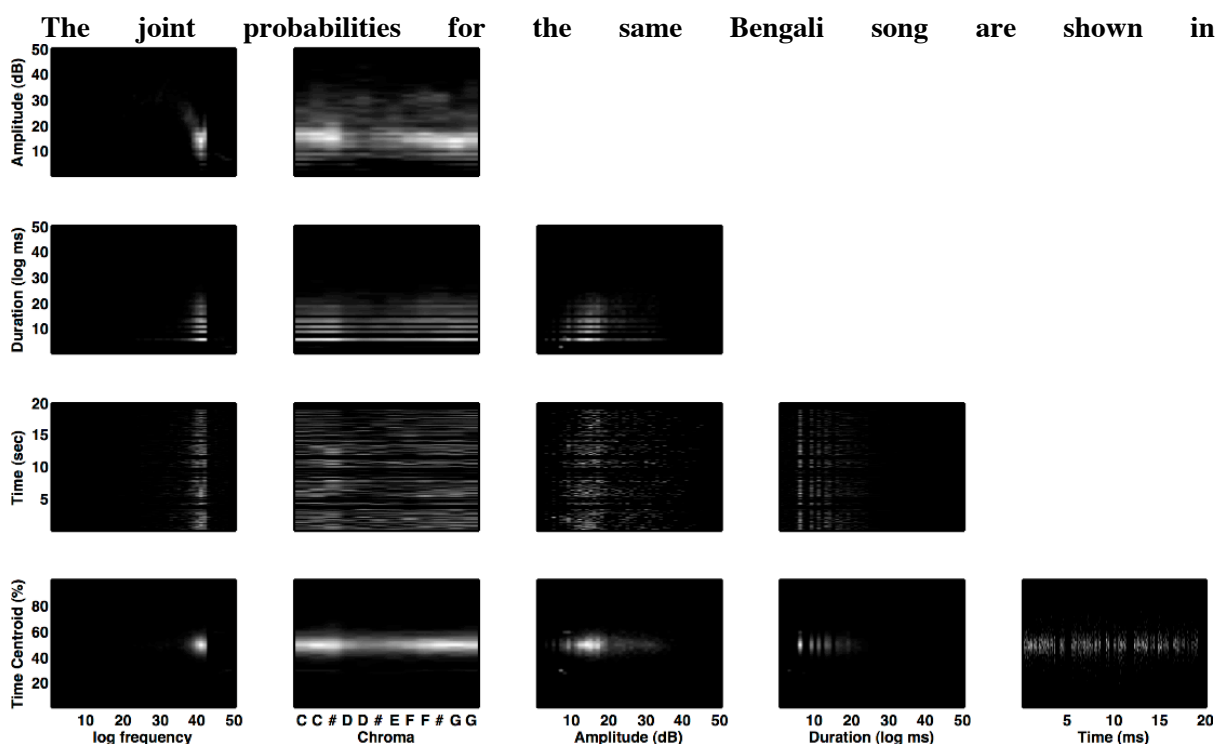 The joint probabilities for the same Bengali song are shown in
50
40
30
20
10
Amplitude (dB)
50
40
30
20
10
Duration (log ms)
20
15
10
5
Time (sec)
80
60
40
20
Time Centroid (%)
10 20 30 40 50
log frequency
C C # D D # E F F # G G
Chroma
10 20 30 40 50
Amplitude (dB)
10 20 30 40 50
Duration (log ms)
5 10 15 20
Time (ms)